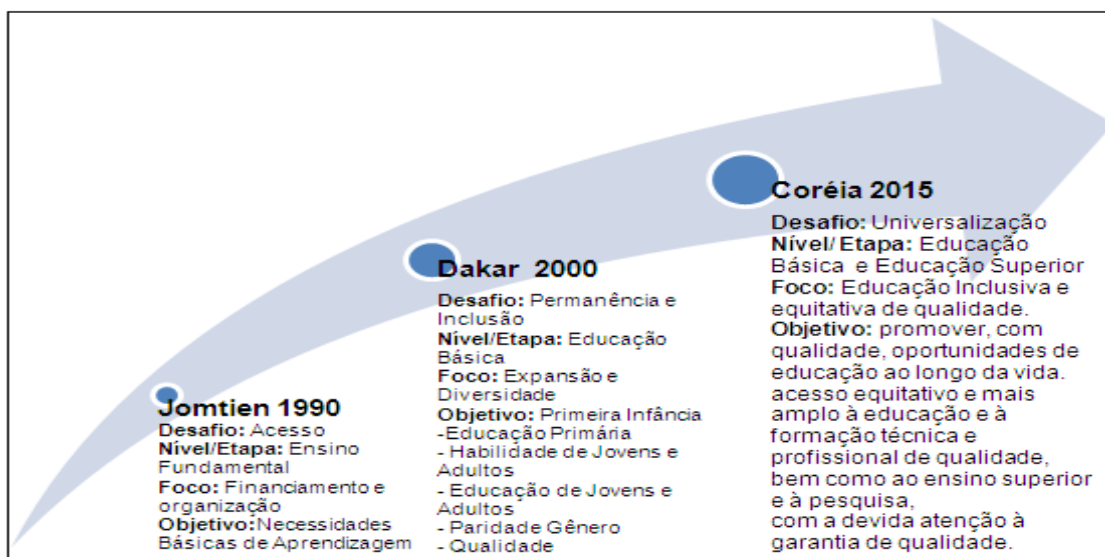 Jomtien 1990
Desafio: Acesso
Nível/Etapa: Ensino
Fundamental
Foco: Financiamento e
organização
Objetivo:Necessidades
Básicas de Aprendizagem
Dakar 2000
Desafio: Permanência e
Inclusão
Nível/Etapa: Educação
Básica
Foco: Expansão e
Diversidade
Objetivo: Primeira Infância
-Educação Primária
- Habilidade de Jovens e
Adultos
- Educação de Jovens e
Adultos
- Paridade Gênero
- Qualidade
Coréia 2015
Desafio: Universalização
Nível/ Etapa: Educação
Básica e Educação Superior
Foco: Educação Inclusiva e
equitativa de qualidade.
Objetivo: promover, com
qualidade, oportunidades de
educação ao longo da vida.
acesso equitativo e mais
amplo à educação e à
formação técnica e
profissional de qualidade,
bem como ao ensino superior
e à pesquisa,
com a devida atenção à
garantia de qualidade.